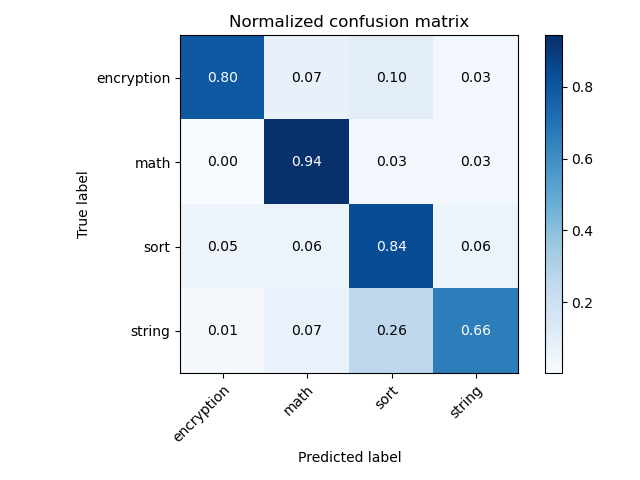 Normalized confusion matrix
encryption 0.80 0.07 0.10 0.03
math 0.00 0.94 0.03 0.03
sort 0.05 0.06 0.84 0.06
string 0.01 0.07 0.26 0.66
encryption math sort string
True label
Predicted label
0.8
0.6
0.4
0.2